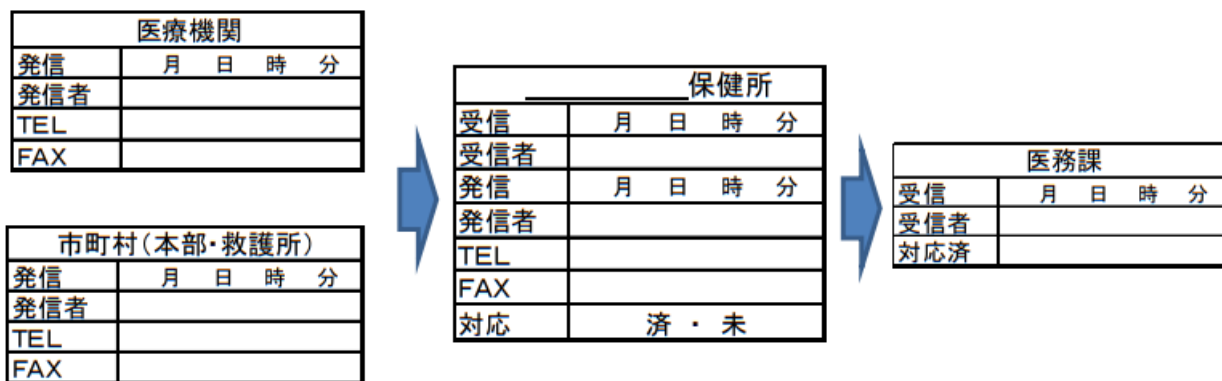 医療機関
発信 月 日 時 分
発信者
TEL
FAX
市町村(本部・救護所)
発信 月 日 時 分
発信者
TEL
FAX
保健所
受信 月 日 時 分
受信者
発信 月 日 時 分
発信者
TEL
FAX
対応 済 ・ 未
医務課
受信 月 日 時 分
受信者
対応済